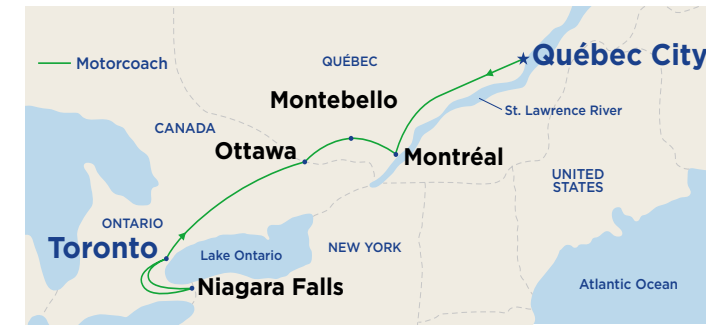 Motorcoach
QUÉBEC
Québec City
Montebello
St. Lawrence River
CANADA
Ottawa
Montréal
UNITED
STATES
ONTARIO
Toronto
Lake Ontario
NEW YORK
Niagara Falls
Atlantic Ocean